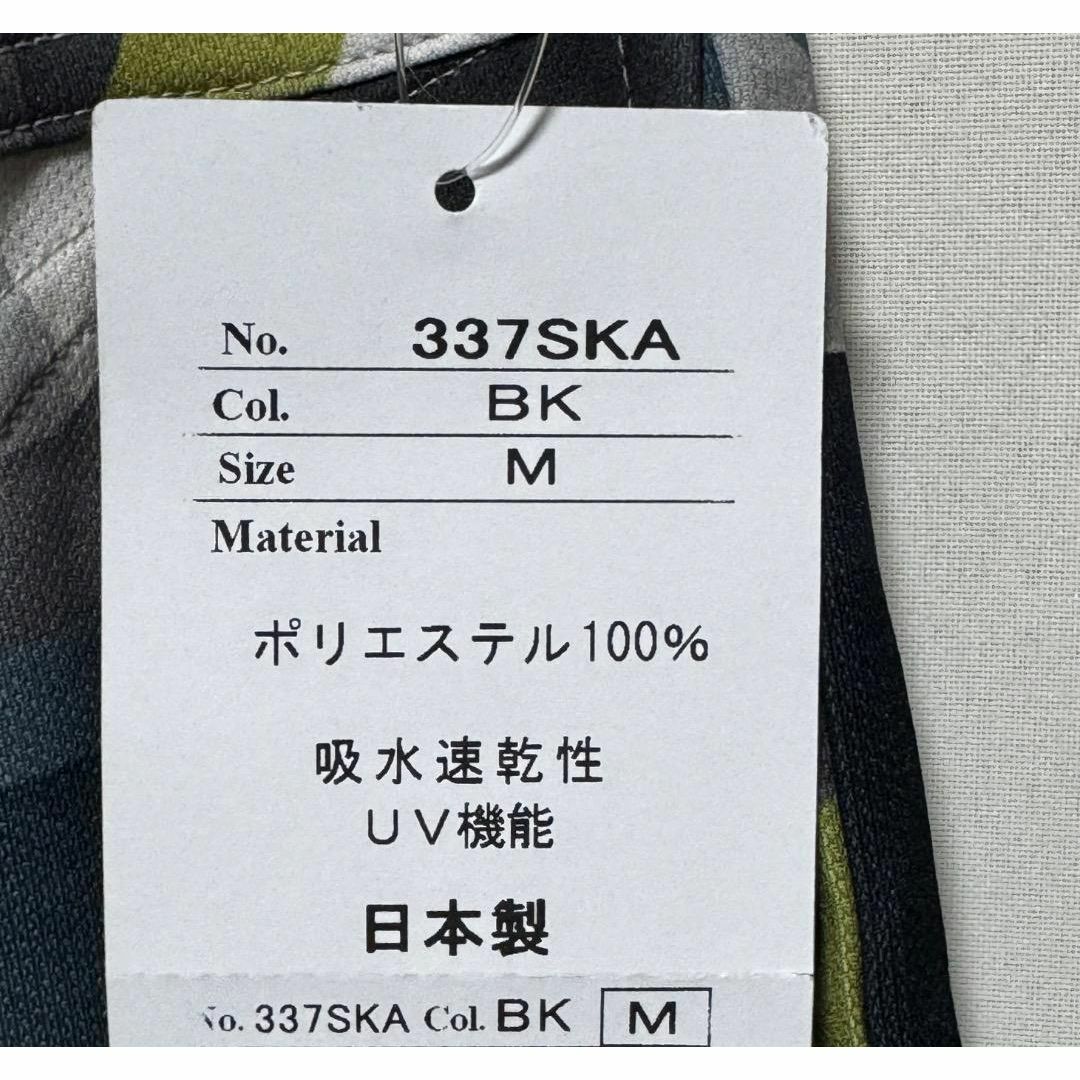 No. 337SKA
Col. BK
Size M
Material
ポリエステル100%
吸水速乾性
UV機能
日本製
No. 337SKA Col. BK M